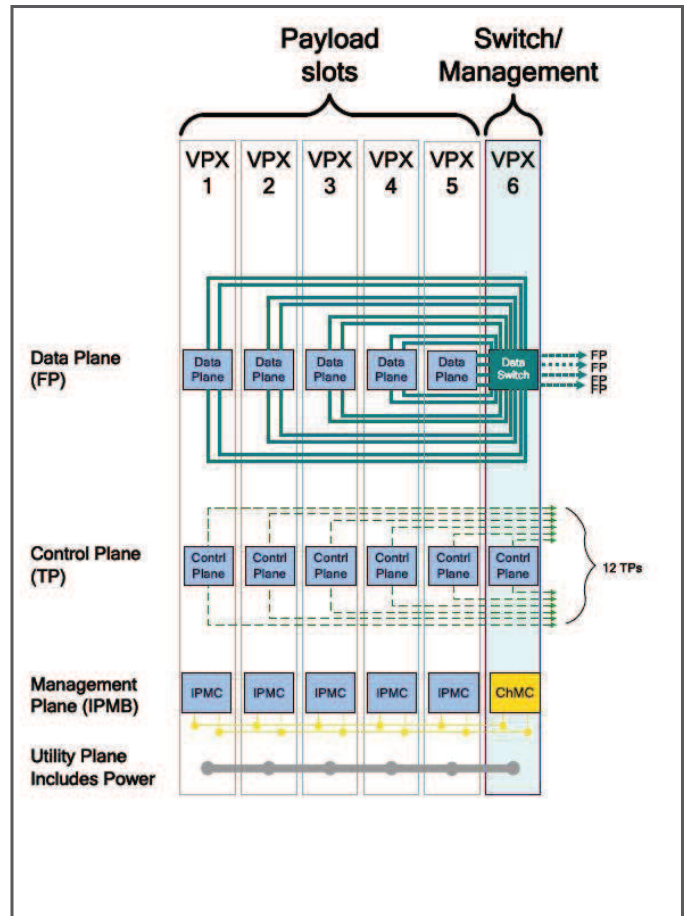 Payload
slots
Switch/
Management
VPX
1
VPX
2
VPX
3
VPX
4
VPX
5
VPX
6
Data Plane
(FP)
Data
Plane
Data
Plane
Data
Plane
Data
Plane
Data
Plane
Data
Switch
FP
FP
FP
FP
Control Plane
(TP)
Contrl
Plane
Contrl
Plane
Contrl
Plane
Contrl
Plane
Contrl
Plane
Contrl
Plane
12 TPs
Management
Plane (IPMB)
IPMC
IPMC
IPMC
IPMC
IPMC
ChMC
Utility Plane
Includes Power